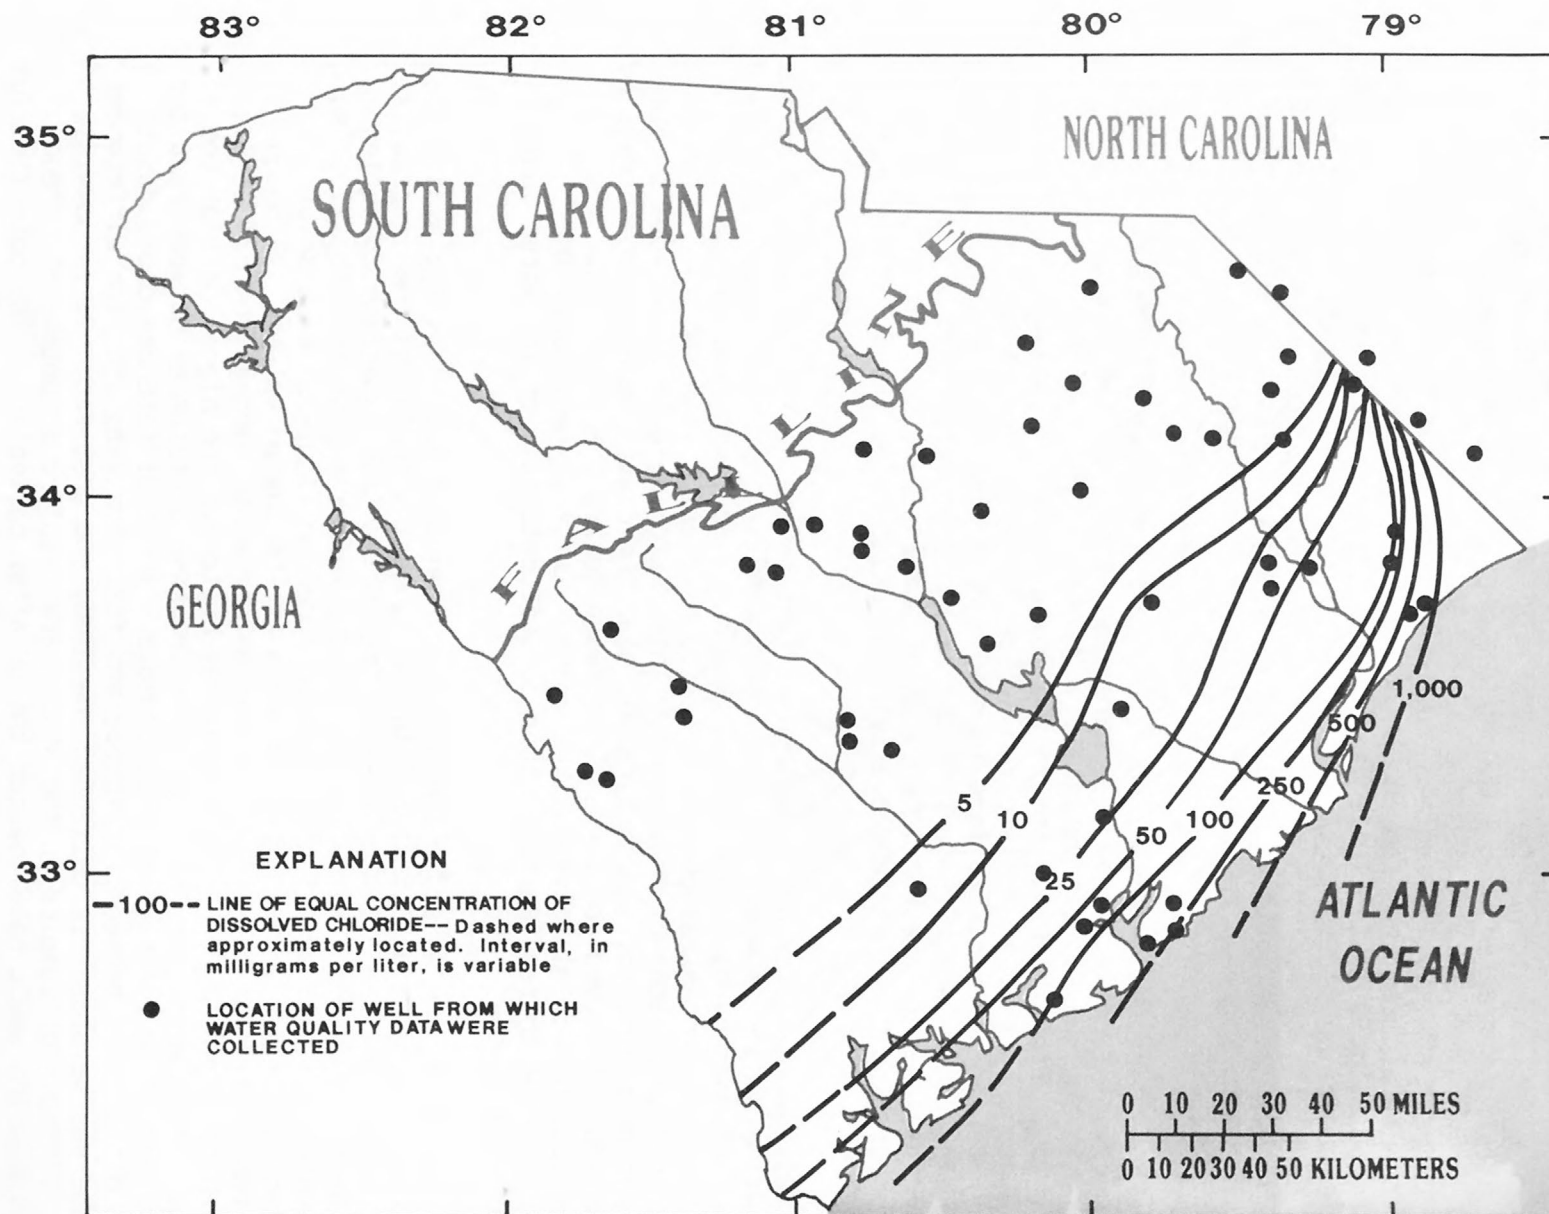 83° 82° 81° 80° 79°
35°
NORTH CAROLINA
SOUTH CAROLINA
FALL LINE
34°
GEORGIA
1,000
500
250
5
10
50
100
25
33°
EXPLANATION
—100-- LINE OF EQUAL CONCENTRATION OF
DISSOLVED CHLORIDE-- Dashed where
approximately located. Interval, in
milligrams per liter, is variable
LOCATION OF WELL FROM WHICH
WATER QUALITY DATA WERE
COLLECTED
ATLANTIC
OCEAN
0 10 20 30 40 50 MILES
0 10 20 30 40 50 KILOMETERS